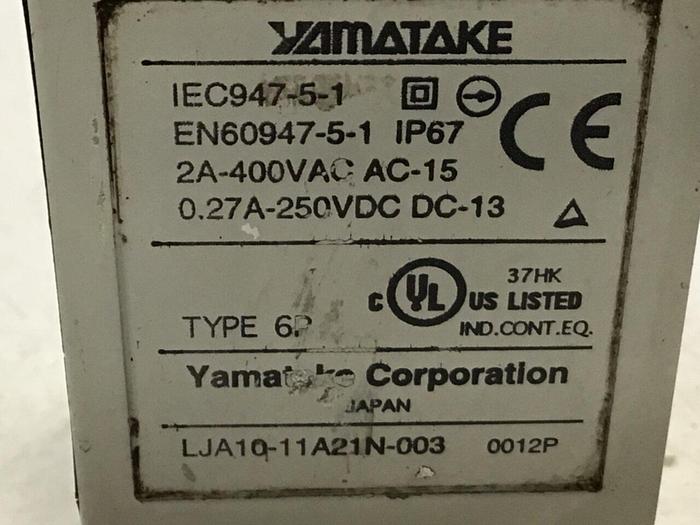 YAMATAKE
IEC947-5-1
EN60947-5-1 IP67
CE
2A-400VAC AC-15
0.27A-250VDC DC-13
37HK
C UL US LISTED
IND.CONT.EQ.
TYPE 6P
Yamatake Corporation
JAPAN
LJA10-11A21N-003 0012P